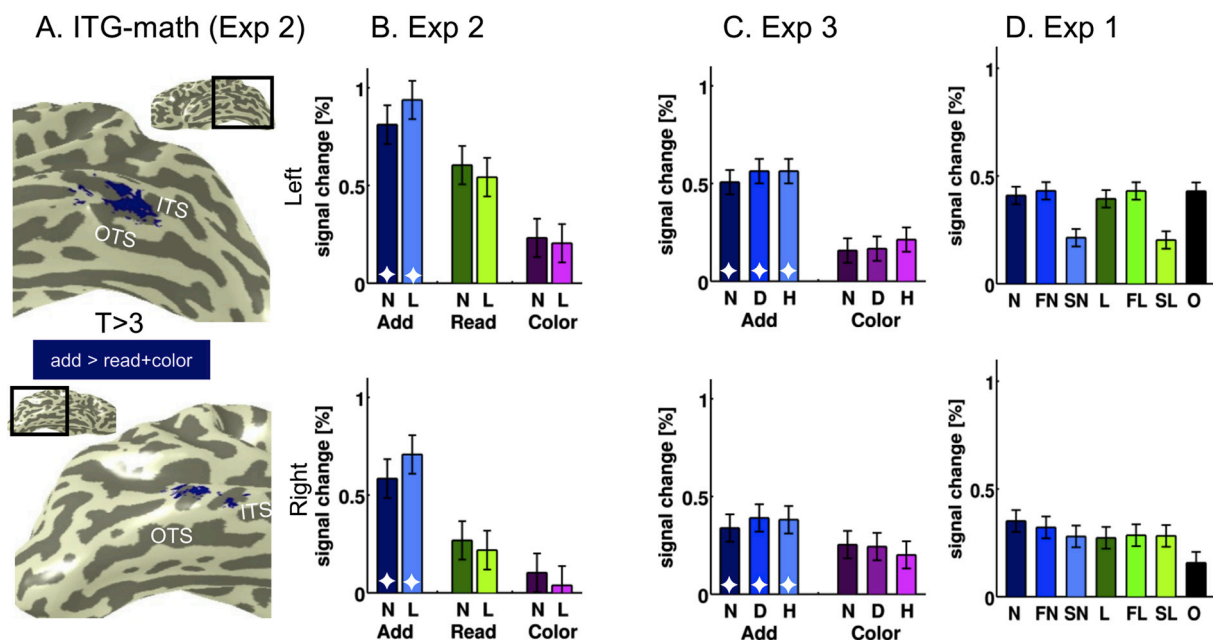 A. ITG-math (Exp 2)
B. Exp 2
C. Exp 3
D. Exp 1
ITS
OTS
T>3
add > read+color
OTS
ITS
Left
signal change [%]
1
0.5
0
N L N L N L
Add Read Color
signal change [%]
1
0.5
0
N D H N D H
Add Color
signal change [%]
1
0.5
0
N FN SN L FL SL O
Right
signal change [%]
1
0.5
0
N L N L N L
Add Read Color
signal change [%]
1
0.5
0
N D H N D H
Add Color
signal change [%]
1
0.5
0
N FN SN L FL SL O